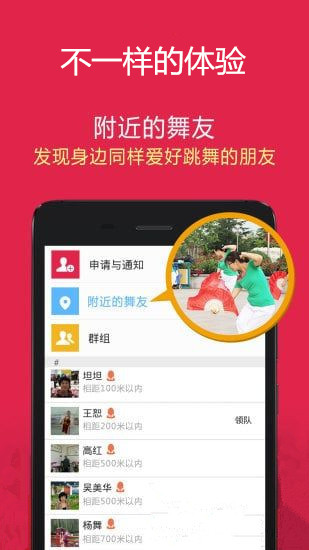 不一样的体验
附近的舞友
发现身边同样爱好跳舞的朋友
申请与通知
附近的舞友
群组
#
坦坦
相距100米以内
王恕
相距200米以内
领队
高红
相距500米以内
吴美华
相距500米以内
杨舞
相距700米以内